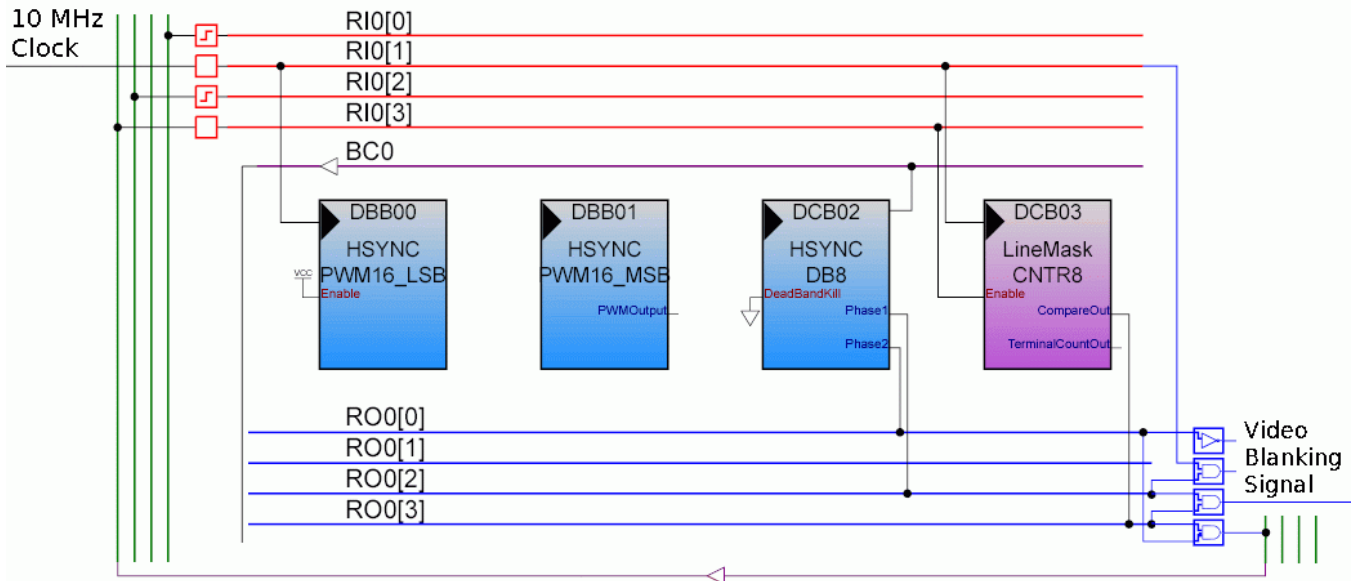 10 MHz
Clock
RI0[0]
RI0[1]
RI0[2]
RI0[3]
BC0
DBB00
HSYNC
PWM16_LSB
VCC
Enable
DBB01
HSYNC
PWM16_MSB
PWMOutput
DCB02
HSYNC
DB8
DeadBandKill
Phase1
Phase2
DCB03
LineMask
CNTR8
Enable
CompareOut
TerminalCountOut
RO0[0]
RO0[1]
RO0[2]
RO0[3]
Video
Blanking
Signal